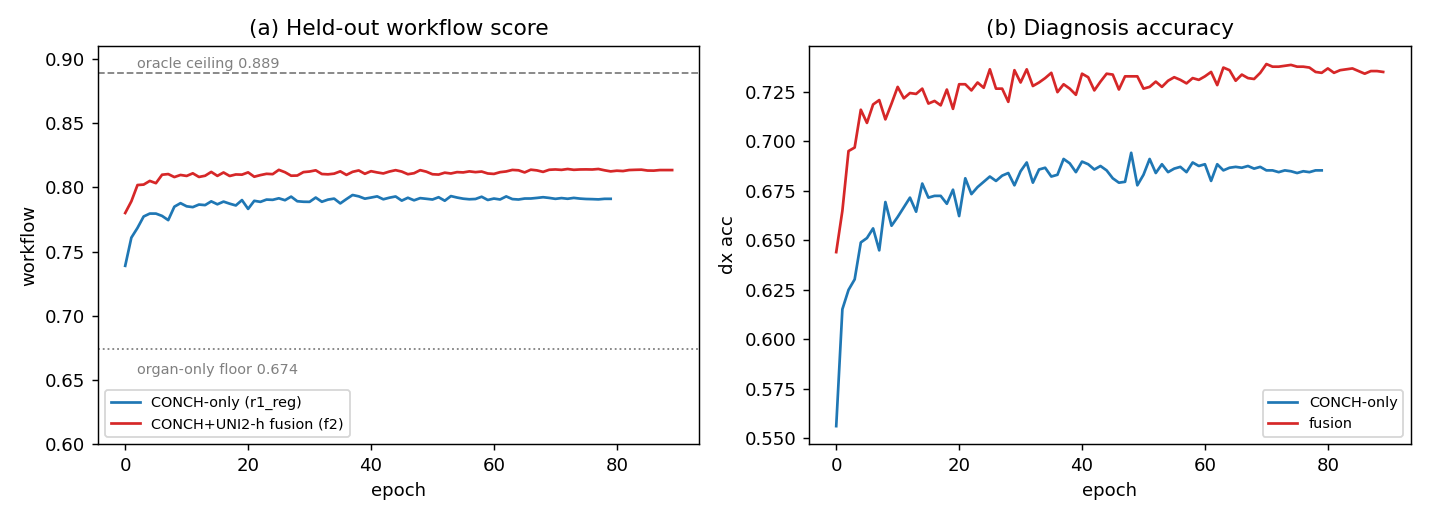 (a) Held-out workflow score
workflow
0.90
0.85
0.80
0.75
0.70
0.65
0.60
oracle ceiling 0.889
organ-only floor 0.674
CONCH-only (r1_reg)
CONCH+UNI2-h fusion (f2)
0 20 40 60 80
epoch
(b) Diagnosis accuracy
dx acc
0.725
0.700
0.675
0.650
0.625
0.600
0.575
0.550
CONCH-only
fusion
0 20 40 60 80
epoch